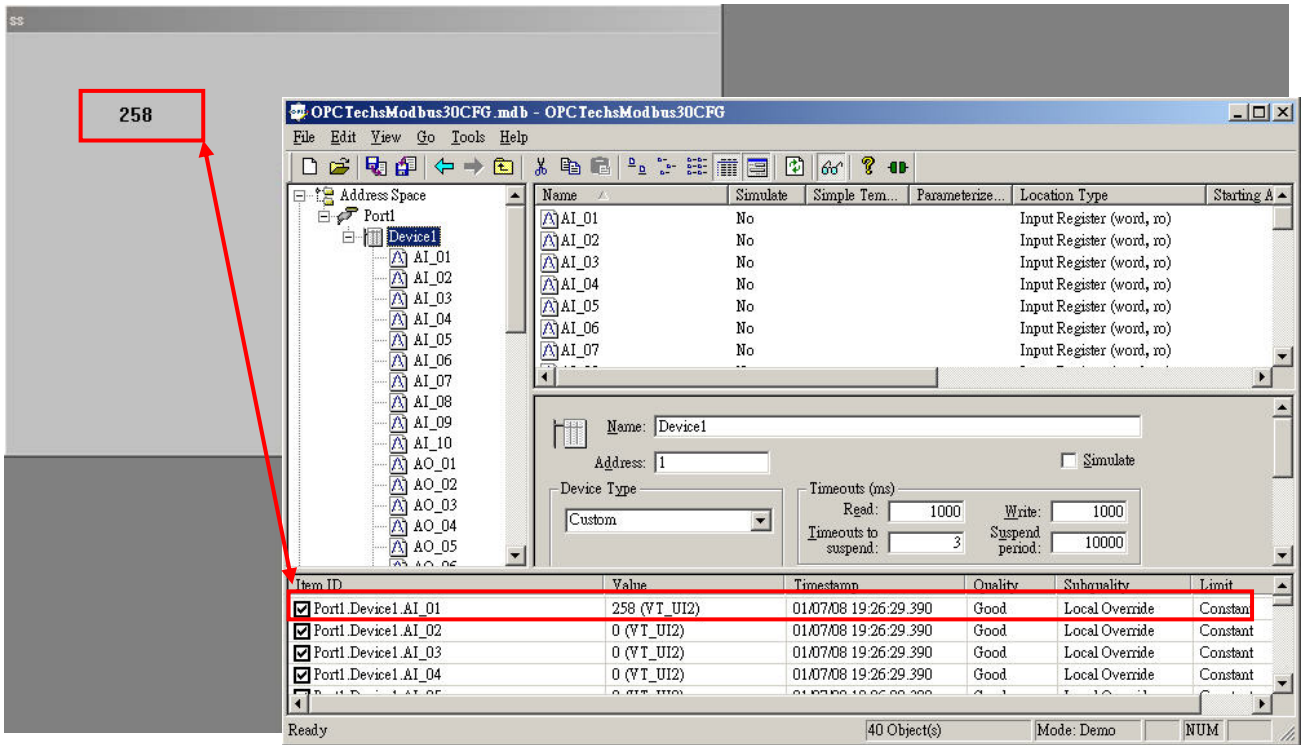 ss
258
OPCTechsModbus30CFG.mdb - OPCTechsModbus30CFG
File Edit View Go Tools Help
Address Space
Port1
Device1
AI_01
AI_02
AI_03
AI_04
AI_05
AI_06
AI_07
AI_08
AI_09
AI_10
AO_01
AO_02
AO_03
AO_04
AO_05
Name Simulate Simple Tem... Parameterize... Location Type Starting A
AI_01 No Input Register (word, ro)
AI_02 No Input Register (word, ro)
AI_03 No Input Register (word, ro)
AI_04 No Input Register (word, ro)
AI_05 No Input Register (word, ro)
AI_06 No Input Register (word, ro)
AI_07 No Input Register (word, ro)
Name: Device1
Address: 1
Simulate
Device Type
Custom
Timeouts (ms)
Read: 1000 Write: 1000
Timeouts to suspend: 3 Suspend period: 10000
Item ID Value Timestamp Quality Subquality Limit
Port1.Device1.AI_01 258 (VT_UI2) 01/07/08 19:26:29.390 Good Local Override Constant
Port1.Device1.AI_02 0 (VT_UI2) 01/07/08 19:26:29.390 Good Local Override Constant
Port1.Device1.AI_03 0 (VT_UI2) 01/07/08 19:26:29.390 Good Local Override Constant
Port1.Device1.AI_04 0 (VT_UI2) 01/07/08 19:26:29.390 Good Local Override Constant
Ready 40 Object(s) Mode: Demo NUM